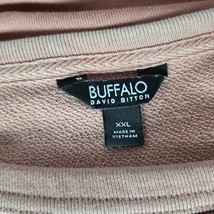 BUFFALO
DAVID BITTON
XXL
MADE IN
VIETNAM